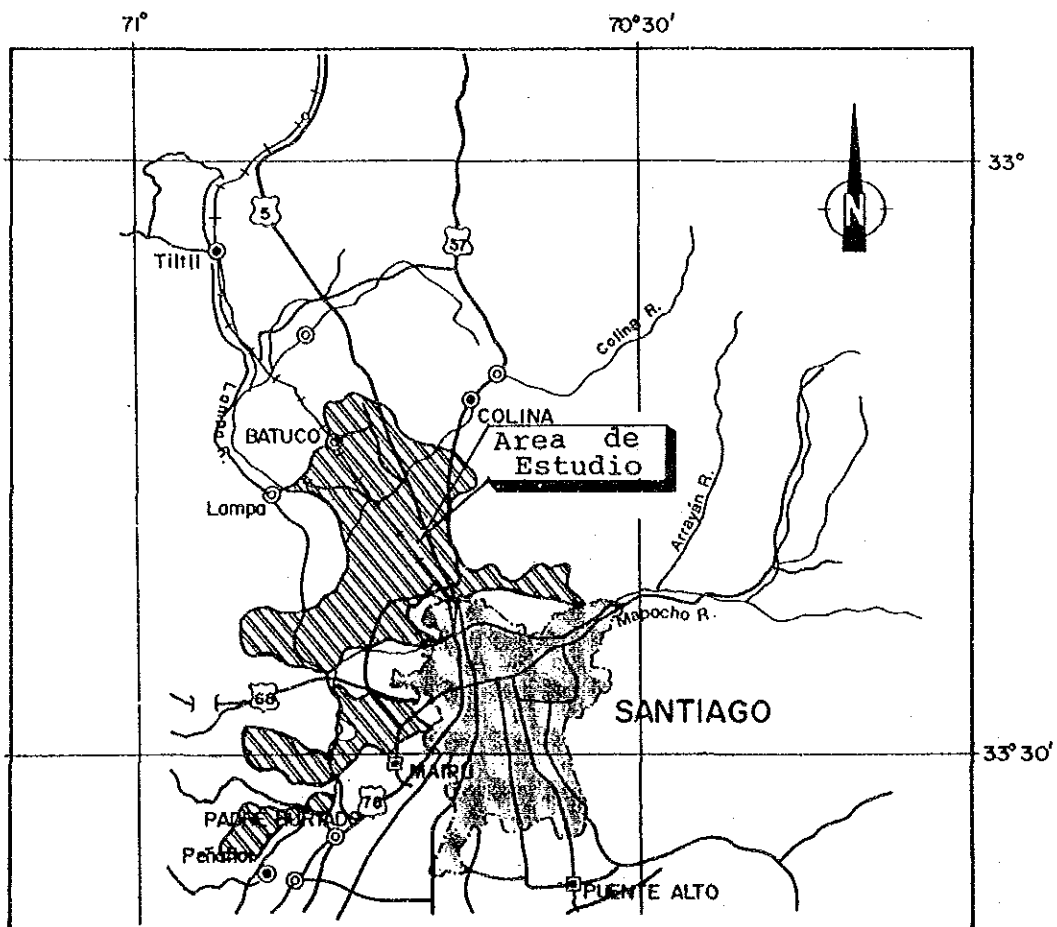 71°
70°30'
33°
N
5
57
Tiltil
Colina R.
COLINA
BATUCO
Area de
Estudio
Lampa R.
Lampa
Arrayán R.
Mapocho R.
68
SANTIAGO
33°30'
MAIPU
78
PADRE HURTADO
Peñaflor
PUENTE ALTO